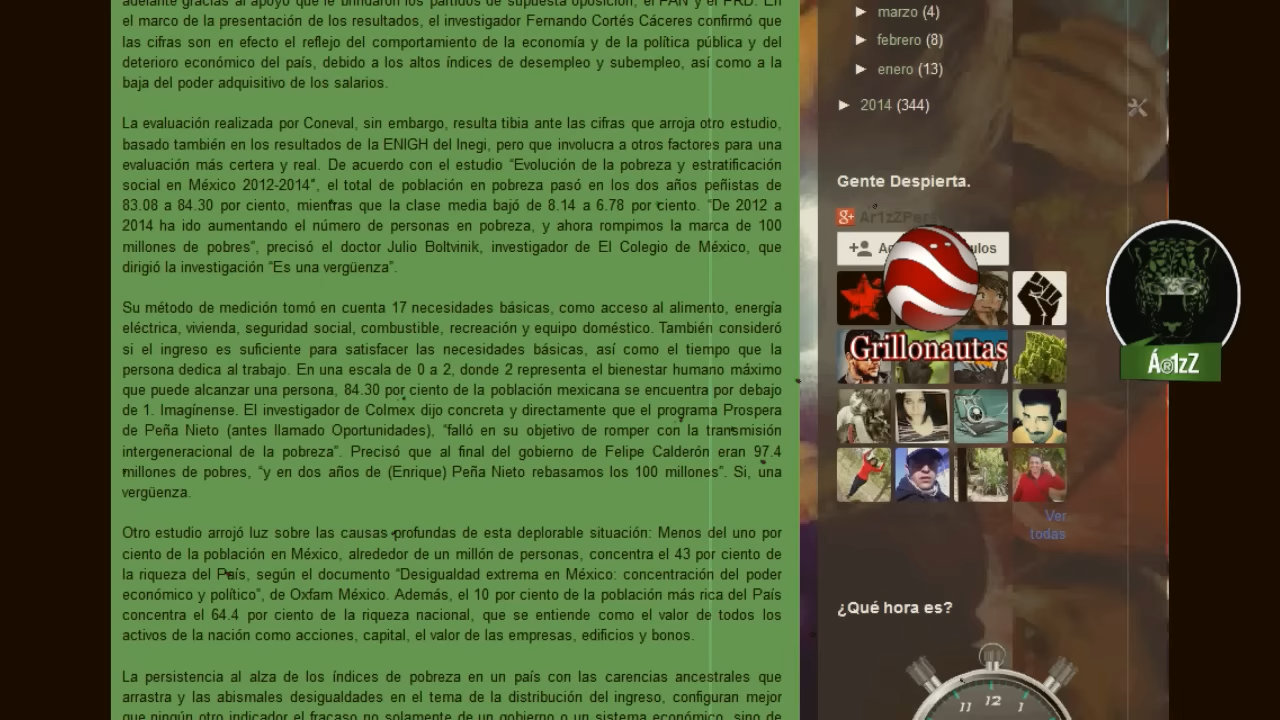 adelante gracias al apoyo que le brindaron los partidos de supuesta oposición, el PAN y el PRD. En
el marco de la presentación de los resultados, el investigador Fernando Cortés Cáceres confirmó que
las cifras son en efecto el reflejo del comportamiento de la economía y de la política pública y del
deterioro económico del país, debido a los altos índices de desempleo y subempleo, así como a la
baja del poder adquisitivo de los salarios.
La evaluación realizada por Coneval, sin embargo, resulta tibia ante las cifras que arroja otro estudio,
basado también en los resultados de la ENIGH del Inegi, pero que involucra a otros factores para una
evaluación más certera y real. De acuerdo con el estudio “Evolución de la pobreza y estratificación
social en México 2012-2014”, el total de población en pobreza pasó en los dos años peñistas de
83.08 a 84.30 por ciento, mientras que la clase media bajó de 8.14 a 6.78 por ciento. “De 2012 a
2014 ha ido aumentando el número de personas en pobreza, y ahora rompimos la marca de 100
millones de pobres”, precisó el doctor Julio Boltvinik, investigador de El Colegio de México, que
dirigió la investigación “Es una vergüenza”.
Su método de medición tomó en cuenta 17 necesidades básicas, como acceso al alimento, energía
eléctrica, vivienda, seguridad social, combustible, recreación y equipo doméstico. También consideró
si el ingreso es suficiente para satisfacer las necesidades básicas, así como el tiempo que la
persona dedica al trabajo. En una escala de 0 a 2, donde 2 representa el bienestar humano máximo
que puede alcanzar una persona, 84.30 por ciento de la población mexicana se encuentra por debajo
de 1. Imagínense. El investigador de Colmex dijo concreta y directamente que el programa Prospera
de Peña Nieto (antes llamado Oportunidades), “falló en su objetivo de romper con la transmisión
intergeneracional de la pobreza”. Precisó que al final del gobierno de Felipe Calderón eran 97.4
millones de pobres, “y en dos años de (Enrique) Peña Nieto rebasamos los 100 millones”. Si, una
vergüenza.
Otro estudio arrojó luz sobre las causas profundas de esta deplorable situación: Menos del uno por
ciento de la población en México, alrededor de un millón de personas, concentra el 43 por ciento de
la riqueza del País, según el documento “Desigualdad extrema en México: concentración del poder
económico y político”, de Oxfam México. Además, el 10 por ciento de la población más rica del País
concentra el 64.4 por ciento de la riqueza nacional, que se entiende como el valor de todos los
activos de la nación como acciones, capital, el valor de las empresas, edificios y bonos.
La persistencia al alza de los índices de pobreza en un país con las carencias ancestrales que
arrastra y las abismales desigualdades en el tema de la distribución del ingreso, configuran mejor
que ningún otro indicador el fracaso no solamente de un gobierno o un sistema económico, sino de
► marzo (4)
► febrero (8)
► enero (13)
► 2014 (344)
Gente Despierta.
g+
Grillonautas
Ver
todas
Á®1zZ
¿Qué hora es?
11 12 1